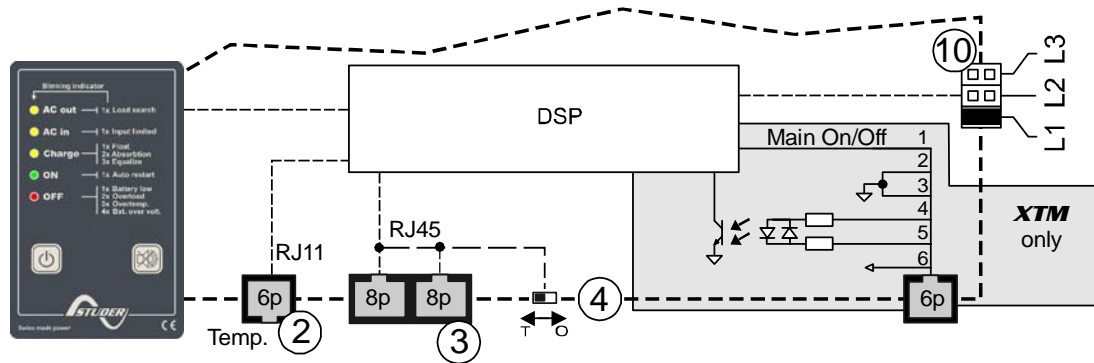 Blinking indicator
AC out 1x Load search
AC in 1x Input limited
Charge 1x Float
2x Absorbtion
3x Equalize
ON 1x Auto restart
OFF 1x Battery low
2x Overload
3x Overtemp.
4x Bat. over volt.
STUDER
Swiss made power
CE
DSP
RJ11
RJ45
6p
8p
8p
Temp.
2
3
T O
4
10
L3
L2
L1
Main On/Off
1
2
3
4
5
6
XTM
only
6p